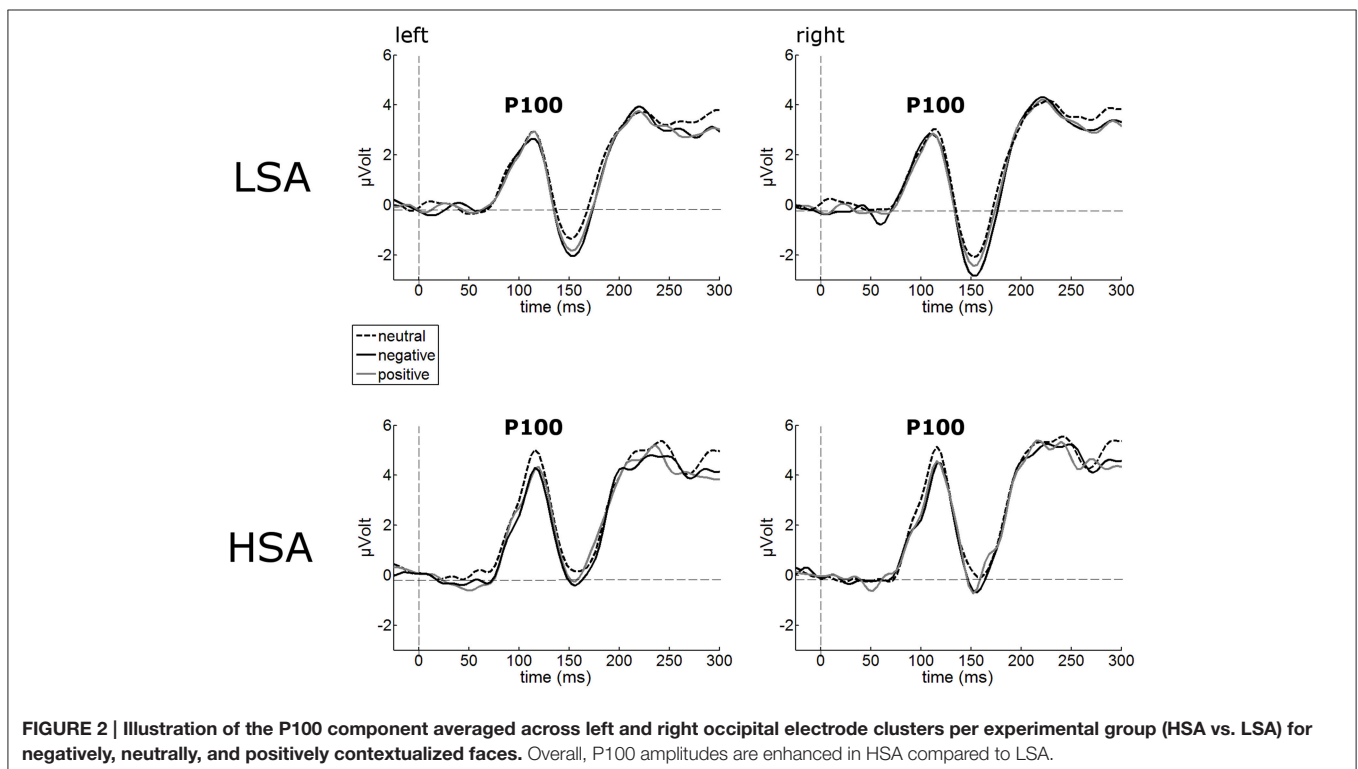 left
right
6
4
2
0
-2
µVolt
P100
0 50 100 150 200 250 300
time (ms)
6
4
2
0
-2
µVolt
P100
0 50 100 150 200 250 300
time (ms)
LSA
neutral
negative
positive
6
4
2
0
-2
µVolt
P100
0 50 100 150 200 250 300
time (ms)
6
4
2
0
-2
µVolt
P100
0 50 100 150 200 250 300
time (ms)
HSA
FIGURE 2 | Illustration of the P100 component averaged across left and right occipital electrode clusters per experimental group (HSA vs. LSA) for
negatively, neutrally, and positively contextualized faces. Overall, P100 amplitudes are enhanced in HSA compared to LSA.